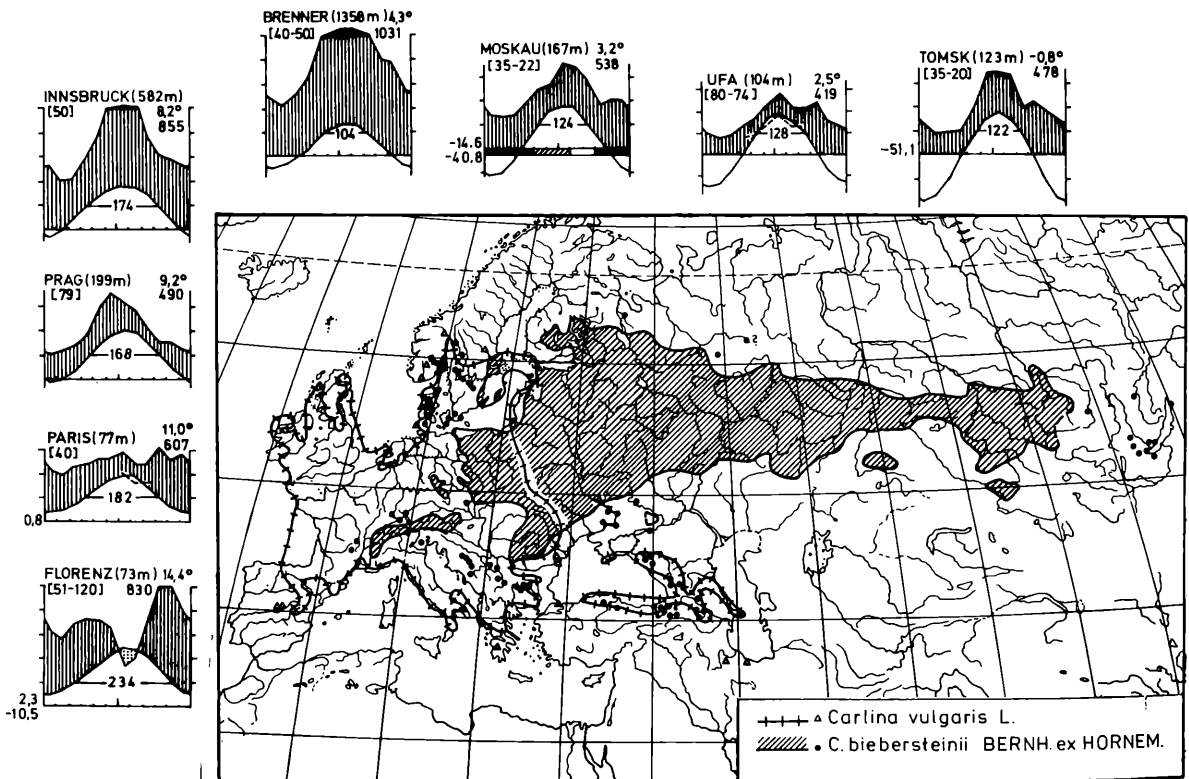 BRENNER (1358m) 4,3°
[40-50] 1031
104
MOSKAU (167m) 3,2°
[35-22] 538
124
-14.6
-40.8
UFA (104m) 2,5°
[80-74] 419
128
TOMSK (123m) -0,8°
[35-20] 478
122
-51,1
INNSBRUCK (582m)
[50] 8,2°
855
174
PRAG (199m) 9,2°
[79] 490
168
PARIS (77m) 11,0°
[40] 607
182
0,8
FLORENZ (73m) 14,4°
[51-120] 830
234
2,3
-10,5
2
2
Carlina vulgaris L.
C. biebersteinii BERNH. ex HORNEM.